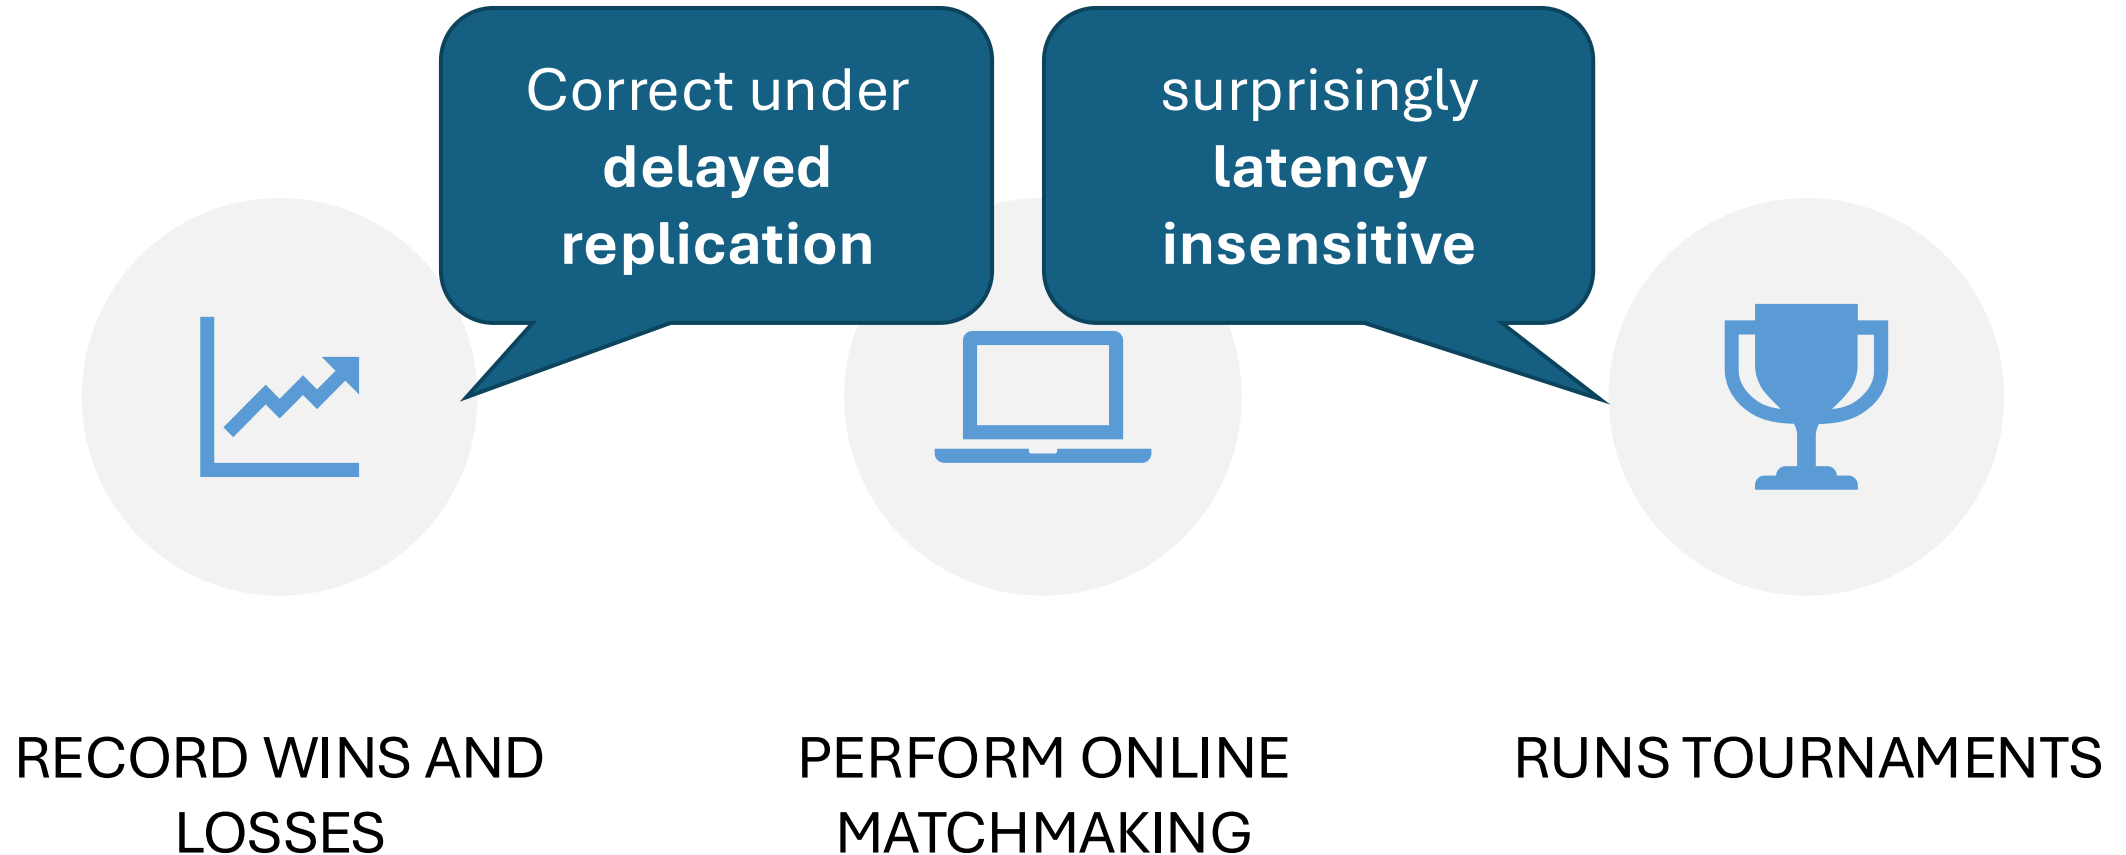 Correct under
delayed
replication
surprisingly
latency
insensitive
RECORD WINS AND
LOSSES
PERFORM ONLINE
MATCHMAKING
RUNS TOURNAMENTS